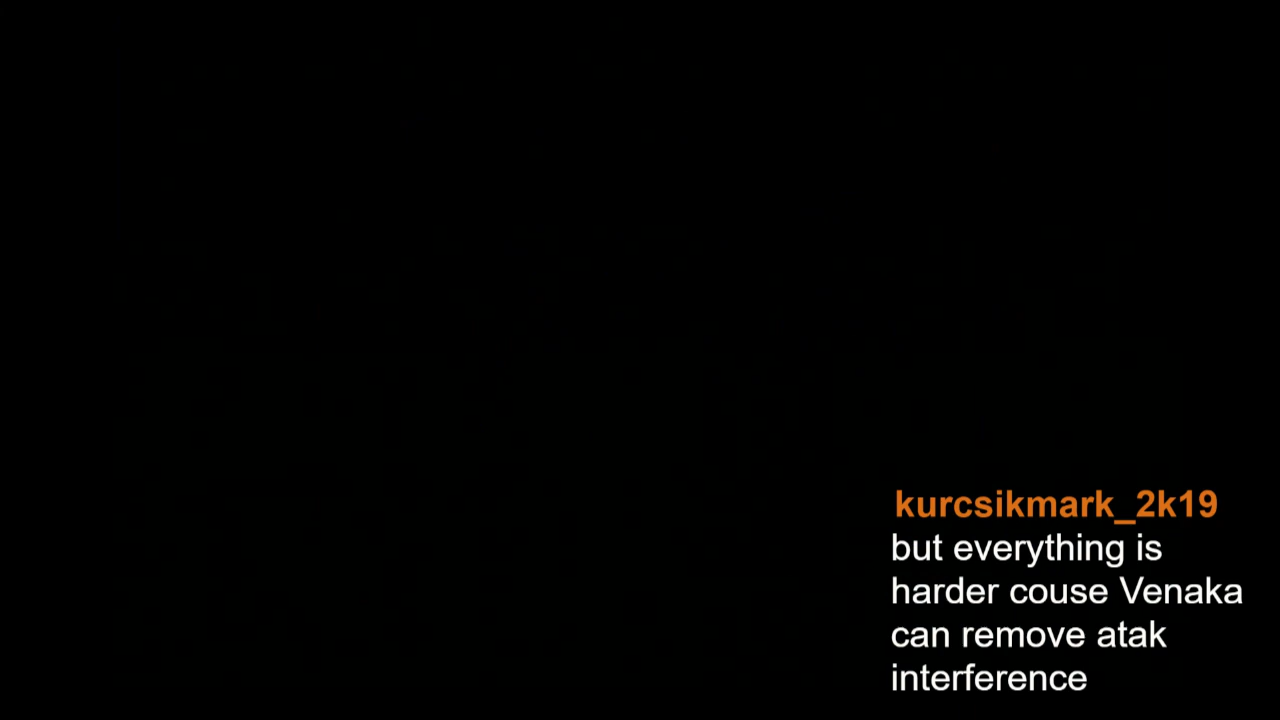 kurcsikmark_2k19
but everything is
harder couse Venaka
can remove atak
interference